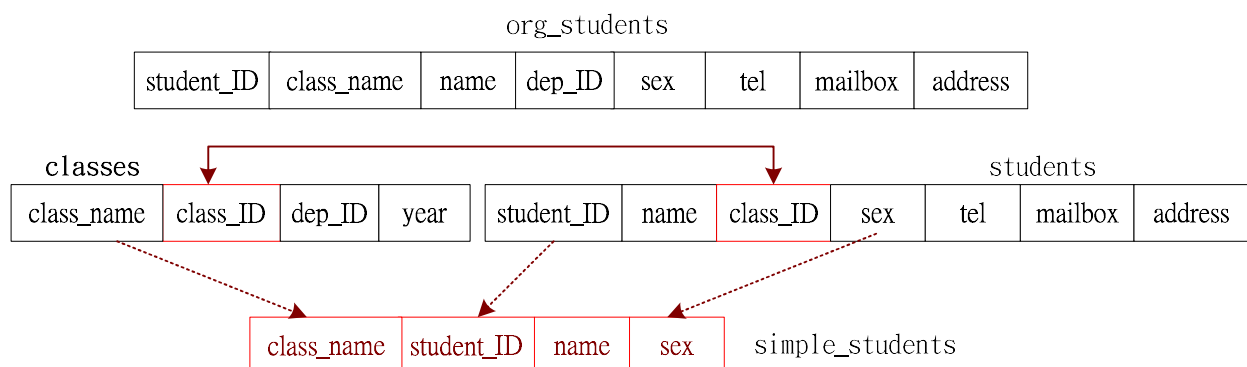 org_students
student_ID class_name name dep_ID sex tel mailbox address
classes students
class_name class_ID dep_ID year student_ID name class_ID sex tel mailbox address
class_name student_ID name sex simple_students